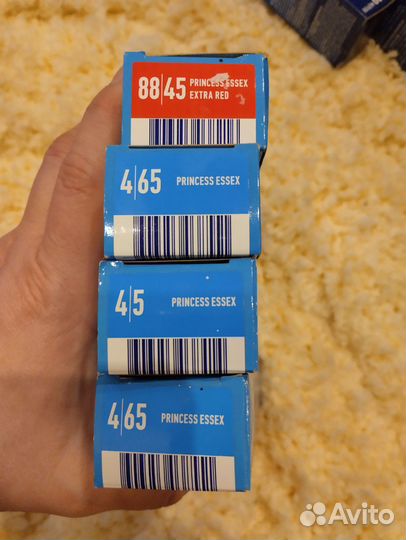 88|45 PRINCESS ESSEX
EXTRA RED
4|65 PRINCESS ESSEX
4|5 PRINCESS ESSEX
4|65 PRINCESS ESSEX
Avito